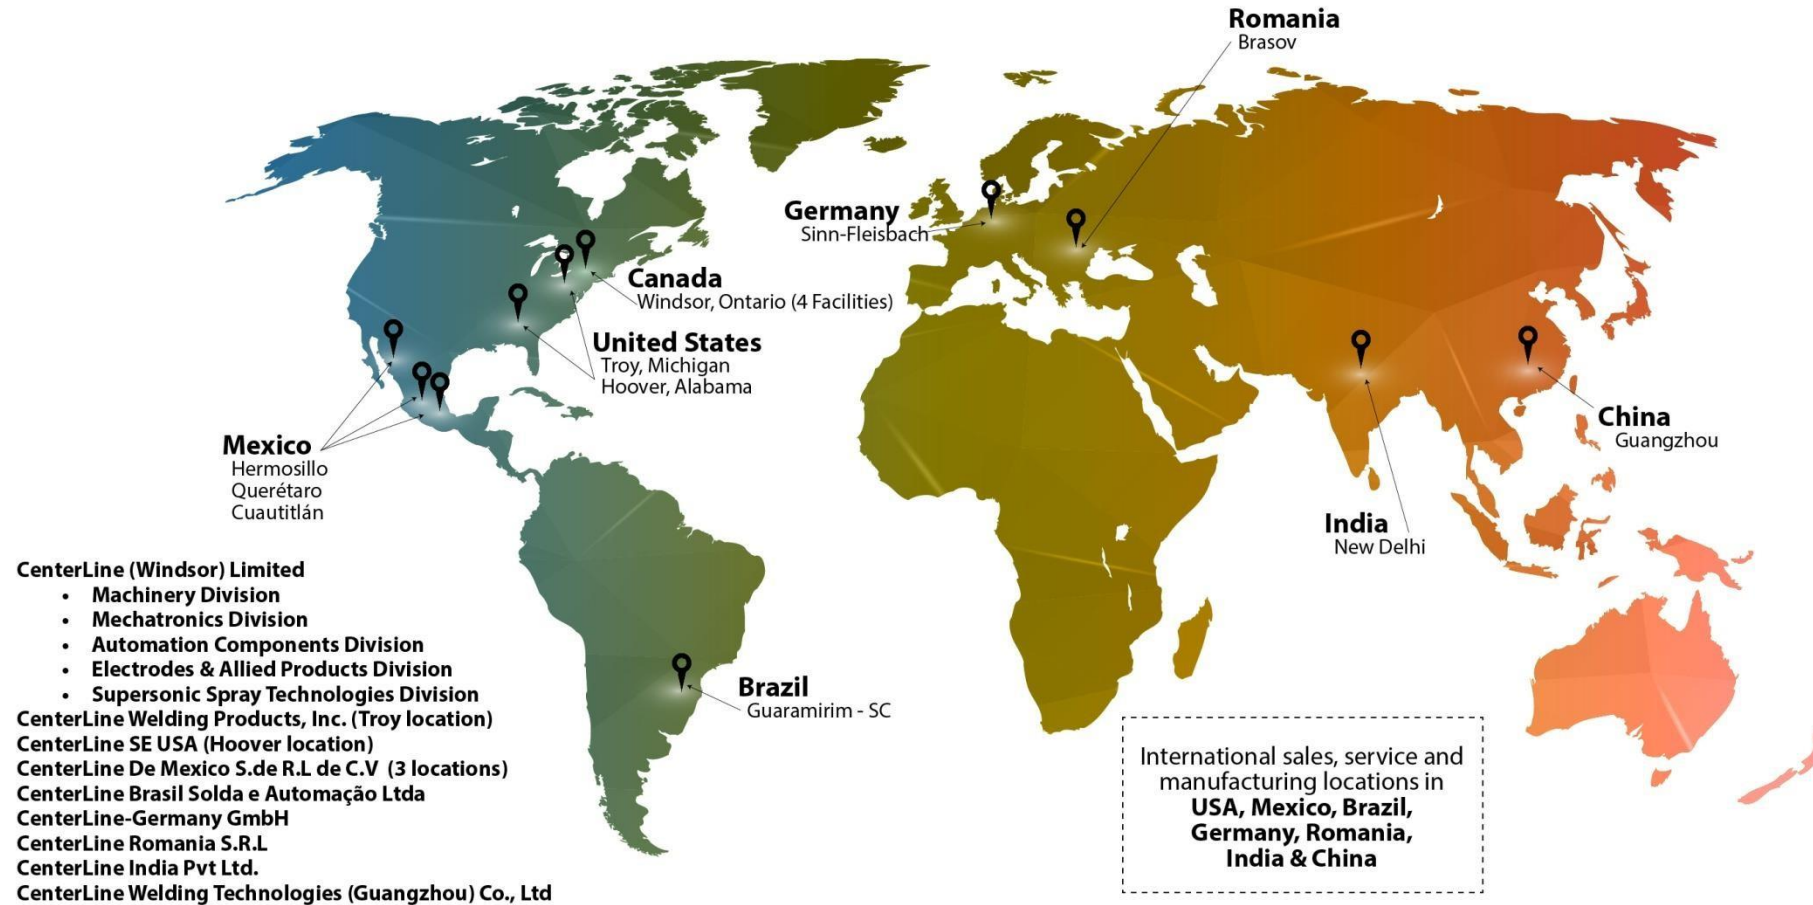 Romania
Brasov
Germany
Sinn-Fleisbach
Canada
Windsor, Ontario (4 Facilities)
United States
Troy, Michigan
Hoover, Alabama
Mexico
Hermosillo
Querétaro
Cuautitlán
China
Guangzhou
India
New Delhi
Brazil
Guaramirim - SC
CenterLine (Windsor) Limited
• Machinery Division
• Mechatronics Division
• Automation Components Division
• Electrodes & Allied Products Division
• Supersonic Spray Technologies Division
CenterLine Welding Products, Inc. (Troy location)
CenterLine SE USA (Hoover location)
CenterLine De Mexico S.de R.L de C.V (3 locations)
CenterLine Brasil Solda e Automação Ltda
CenterLine-Germany GmbH
CenterLine Romania S.R.L
CenterLine India Pvt Ltd.
CenterLine Welding Technologies (Guangzhou) Co., Ltd
International sales, service and
manufacturing locations in
USA, Mexico, Brazil,
Germany, Romania,
India & China